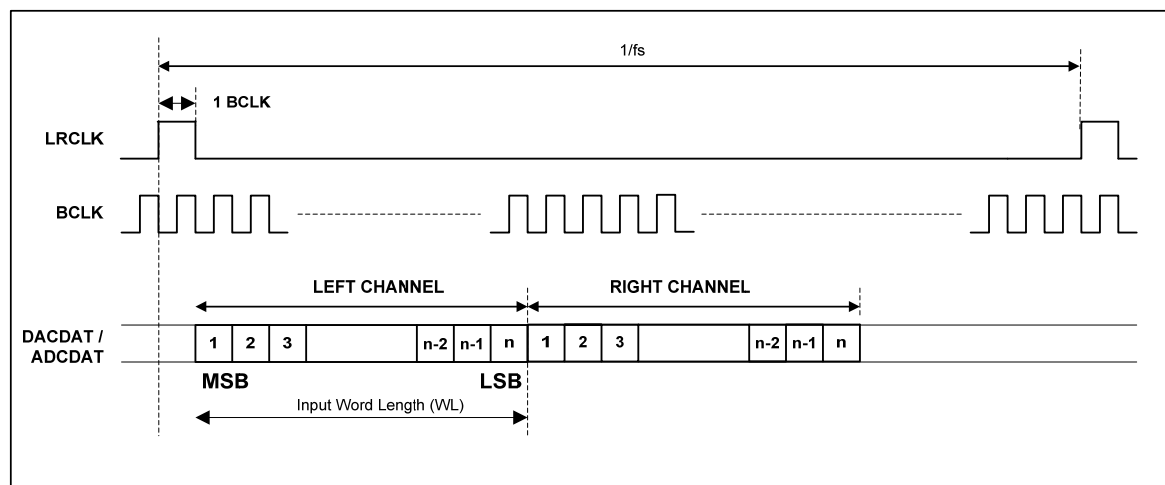 1/fs
1 BCLK
LRCLK
BCLK
LEFT CHANNEL RIGHT CHANNEL
DACDAT /
ADCDAT
1 2 3 n-2 n-1 n 1 2 3 n-2 n-1 n
MSB LSB
Input Word Length (WL)